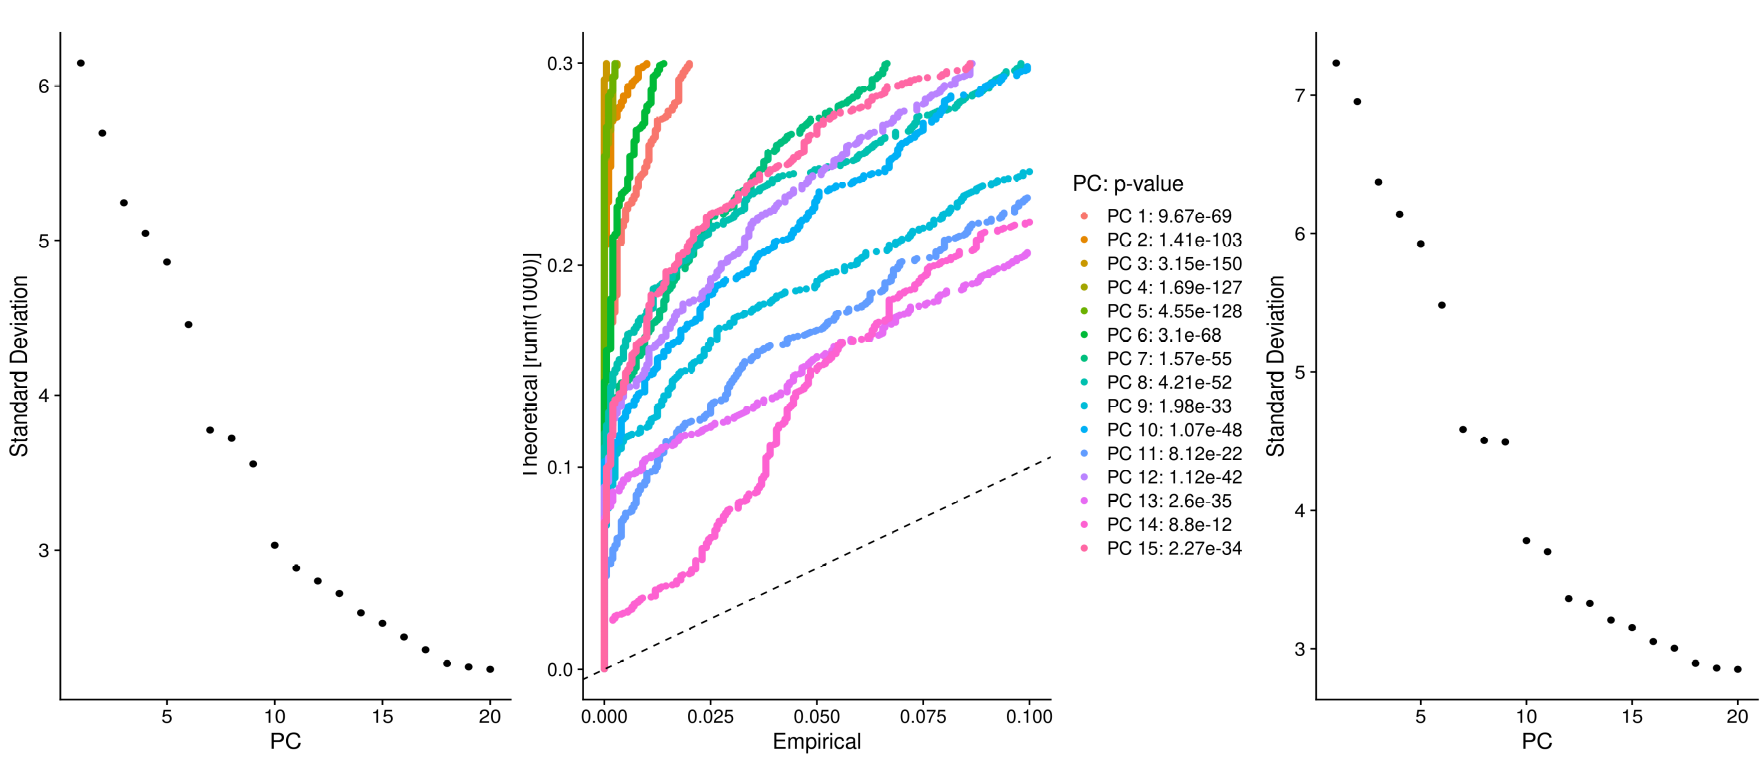 6
5
4
3
Standard Deviation
5
10
15
20
PC
0.3
0.2
0.1
0.0
Theoretical [runif(1000)]
0.000
0.025
0.050
0.075
0.100
Empirical
PC: p-value
PC 1: 9.67e-69
PC 2: 1.41e-103
PC 3: 3.15e-150
PC 4: 1.69e-127
PC 5: 4.55e-128
PC 6: 3.1e-68
PC 7: 1.57e-55
PC 8: 4.21e-52
PC 9: 1.98e-33
PC 10: 1.07e-48
PC 11: 8.12e-22
PC 12: 1.12e-42
PC 13: 2.6e-35
PC 14: 8.8e-12
PC 15: 2.27e-34
7
6
5
4
3
Standard Deviation
5
10
15
20
PC